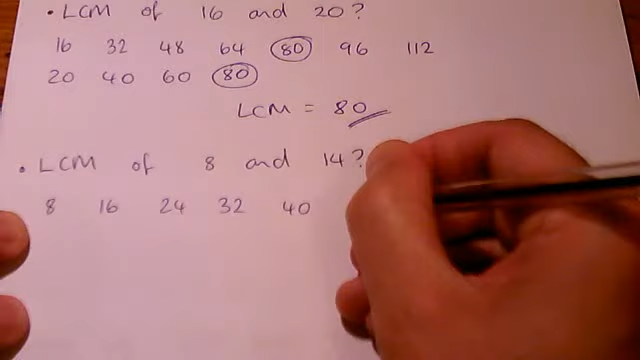 • LCM of 16 and 20?
16 32 48 64 80 96 112
20 40 60 80
LCM = 80
• LCM of 8 and 14?
8 16 24 32 40